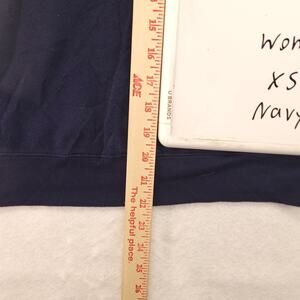 Wom
XS
Navy
U BRANDS
15
16
17
ACE
18
19
20
21
22
23
24
25
26
The helpful place.